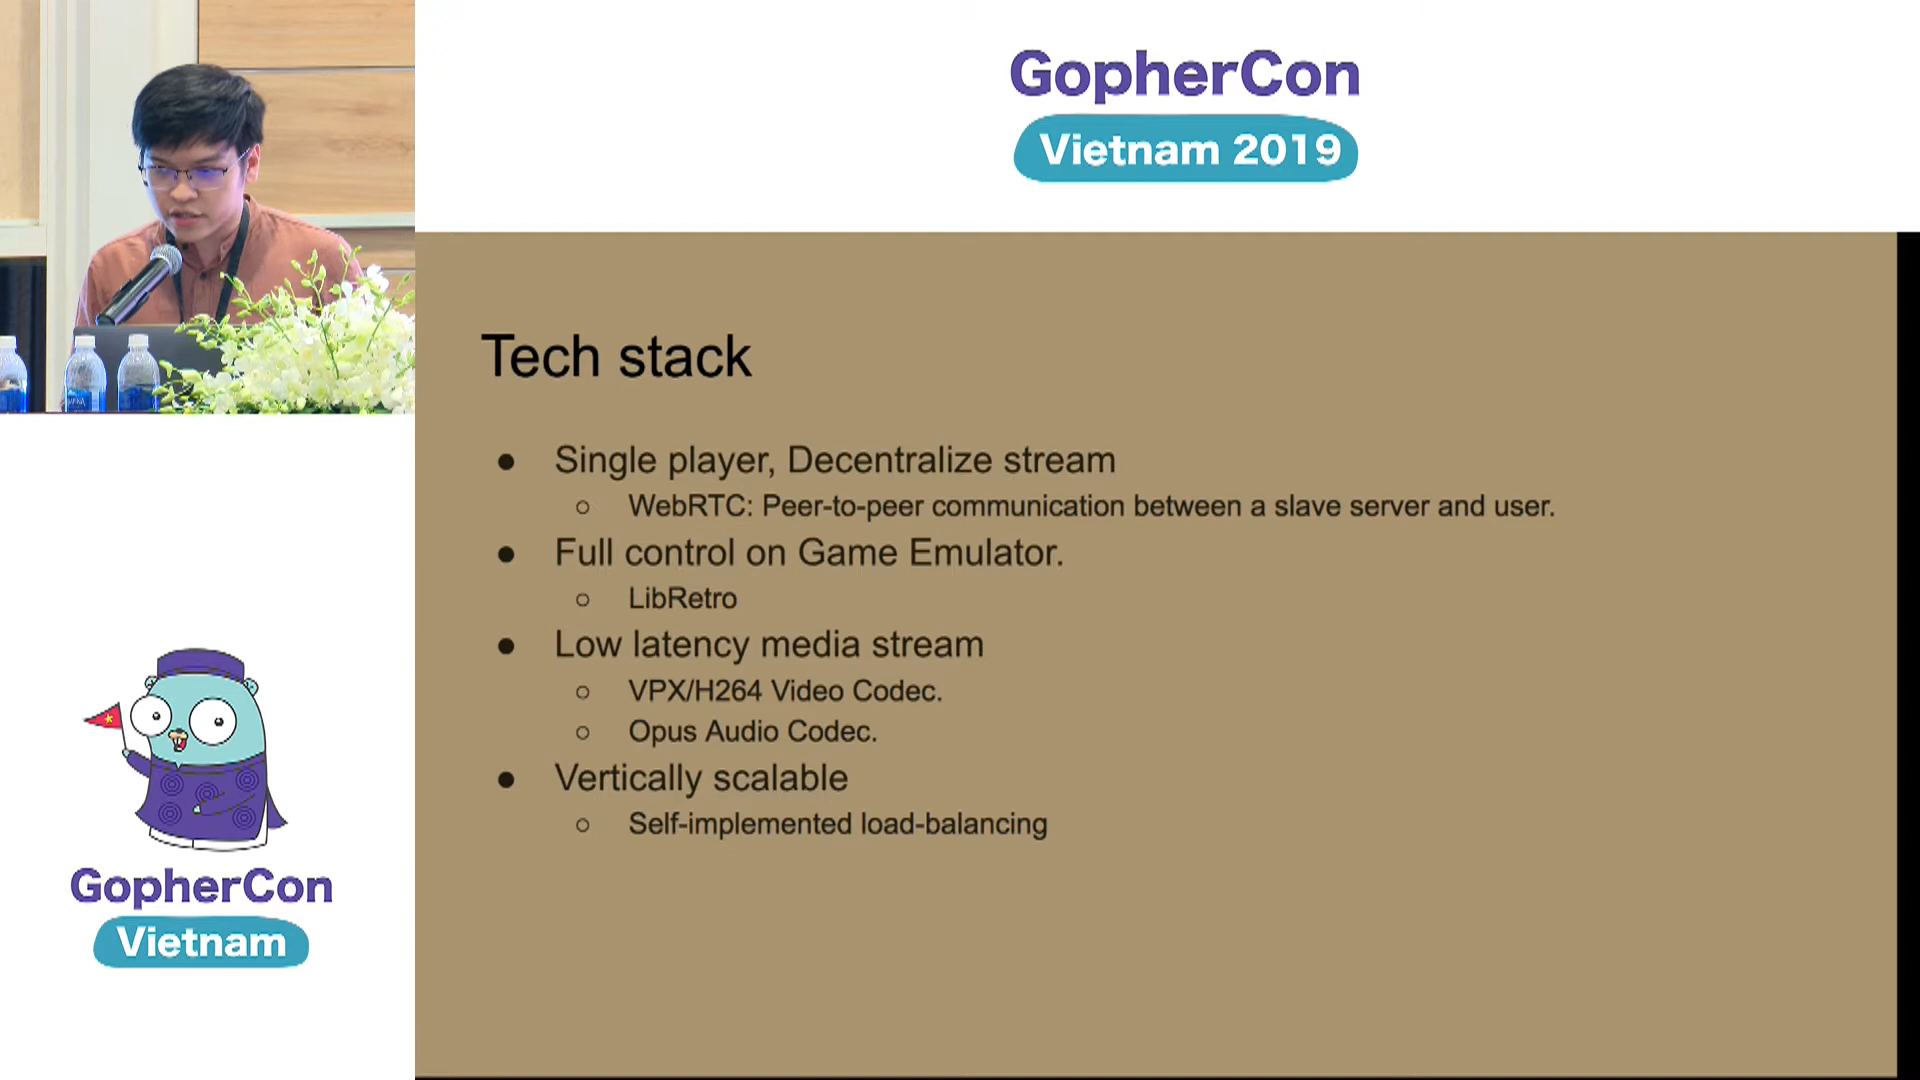 GopherCon
Vietnam 2019
Tech stack
● Single player, Decentralize stream
○ WebRTC: Peer-to-peer communication between a slave server and user.
● Full control on Game Emulator.
○ LibRetro
● Low latency media stream
○ VPX/H264 Video Codec.
○ Opus Audio Codec.
● Vertically scalable
○ Self-implemented load-balancing
GopherCon
Vietnam